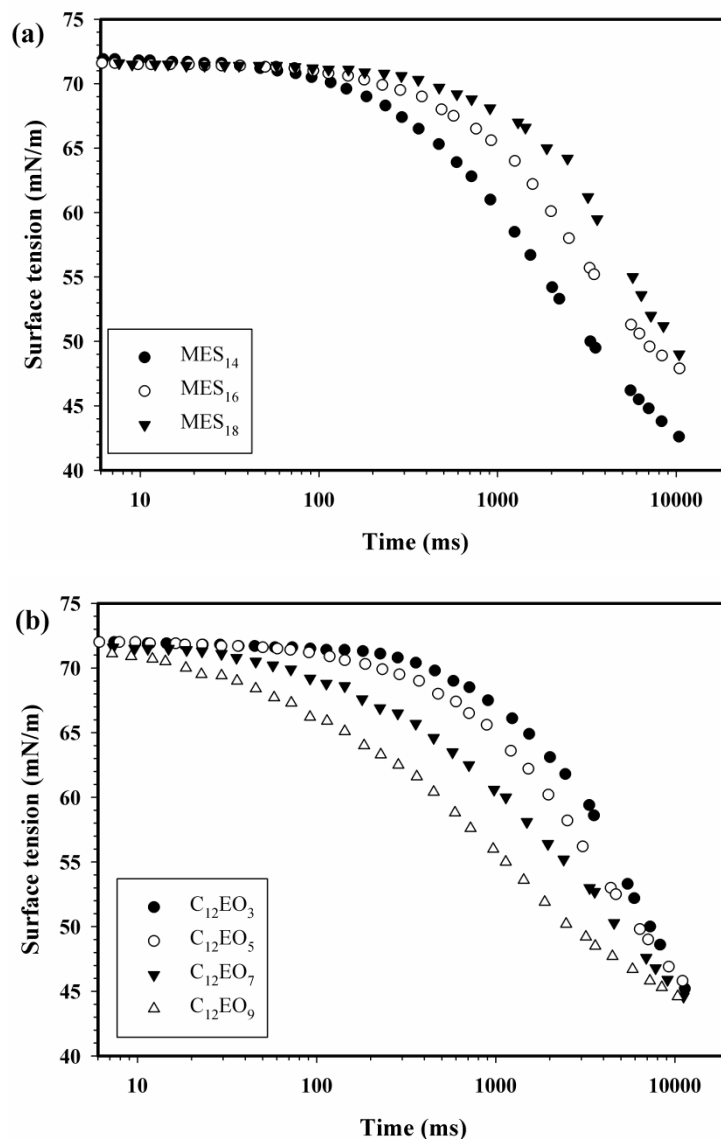 (a)
75
70
65
60
55
50
45
40
Surface tension (mN/m)
MES₁₄
MES₁₆
MES₁₈
10 100 1000 10000
Time (ms)
(b)
75
70
65
60
55
50
45
40
Surface tension (mN/m)
C₁₂EO₃
C₁₂EO₅
C₁₂EO₇
C₁₂EO₉
10 100 1000 10000
Time (ms)